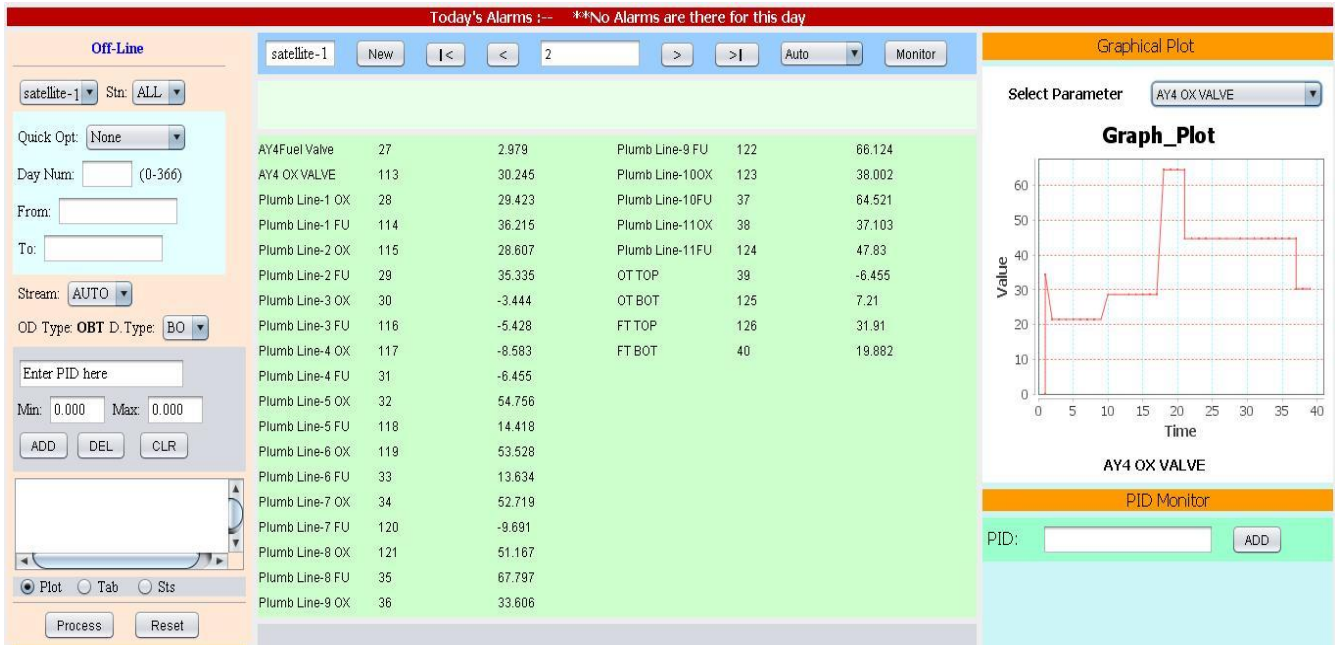 Today's Alarms :-- **No Alarms are there for this day
Off-Line
satellite-1 Stn: ALL
Quick Opt: None
Day Num: (0-366)
From:
To:
Stream: AUTO
OD Type: OBT D.Type: BO
Enter PID here
Min: 0.000 Max: 0.000
ADD DEL CLR
Plot Tab Sts
Process Reset
satellite-1 New |< < 2 > >| Auto Monitor
AY4Fuel Valve 27 2.979 Plumb Line-9 FU 122 66.124
AY4 OX VALVE 113 30.245 Plumb Line-10OX 123 38.002
Plumb Line-1 OX 28 29.423 Plumb Line-10FU 37 64.521
Plumb Line-1 FU 114 36.215 Plumb Line-11OX 38 37.103
Plumb Line-2 OX 115 28.607 Plumb Line-11FU 124 47.83
Plumb Line-2 FU 29 35.335 OT TOP 39 -6.455
Plumb Line-3 OX 30 -3.444 OT BOT 125 7.21
Plumb Line-3 FU 116 -5.428 FT TOP 126 31.91
Plumb Line-4 OX 117 -8.583 FT BOT 40 19.882
Plumb Line-4 FU 31 -6.455
Plumb Line-5 OX 32 54.756
Plumb Line-5 FU 118 14.418
Plumb Line-6 OX 119 53.528
Plumb Line-6 FU 33 13.634
Plumb Line-7 OX 34 52.719
Plumb Line-7 FU 120 -9.691
Plumb Line-8 OX 121 51.167
Plumb Line-8 FU 35 67.797
Plumb Line-9 OX 36 33.606
Graphical Plot
Select Parameter AY4 OX VALVE
Graph_Plot
60
50
40
30
20
10
0
Value
0 5 10 15 20 25 30 35 40
Time
AY4 OX VALVE
PID Monitor
PID: ADD